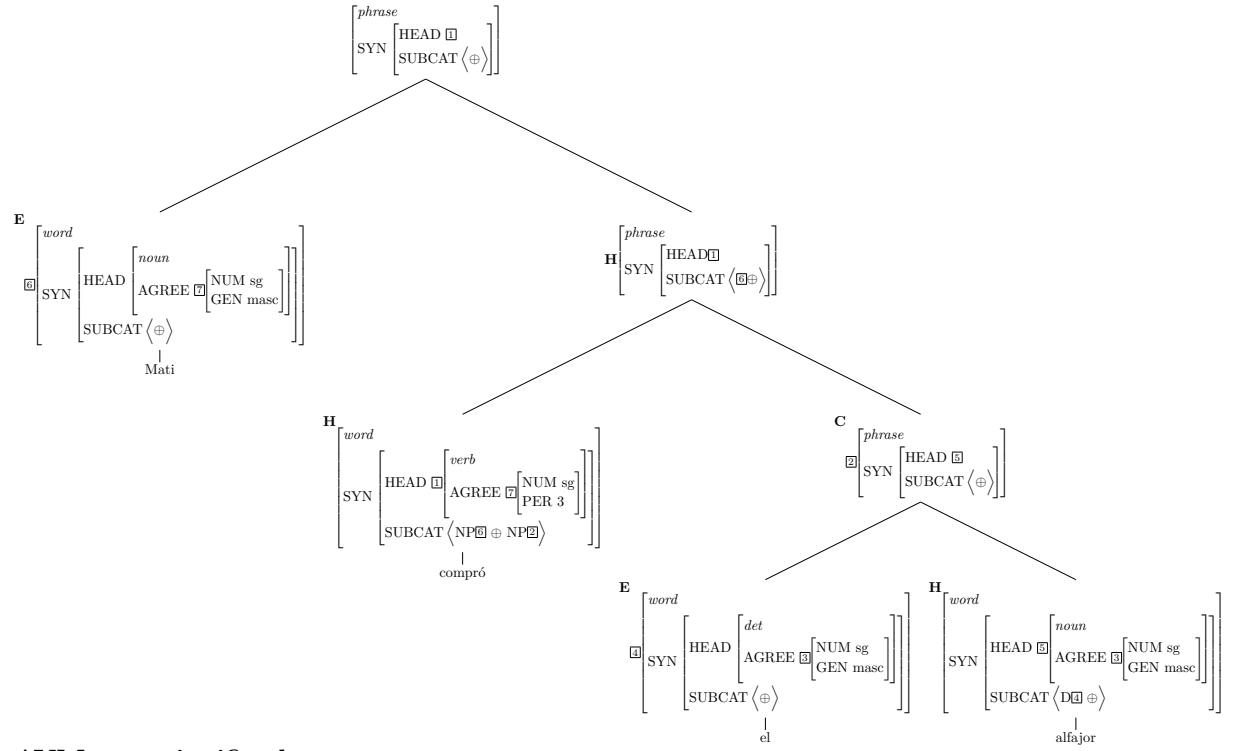 phrase
SYN
HEAD 1
SUBCAT ⟨⊕⟩
E
6
word
SYN
HEAD
noun
AGREE 7
NUM sg
GEN masc
SUBCAT ⟨⊕⟩
Mati
H
phrase
SYN
HEAD1
SUBCAT ⟨6⊕⟩
H
word
SYN
HEAD 1
verb
AGREE 7
NUM sg
PER 3
SUBCAT ⟨NP6 ⊕ NP2⟩
compró
C
2
phrase
SYN
HEAD 5
SUBCAT ⟨⊕⟩
E
4
word
SYN
HEAD
det
AGREE 3
NUM sg
GEN masc
SUBCAT ⟨⊕⟩
el
H
word
SYN
HEAD 5
noun
AGREE 3
NUM sg
GEN masc
SUBCAT ⟨D4 ⊕⟩
alfajor